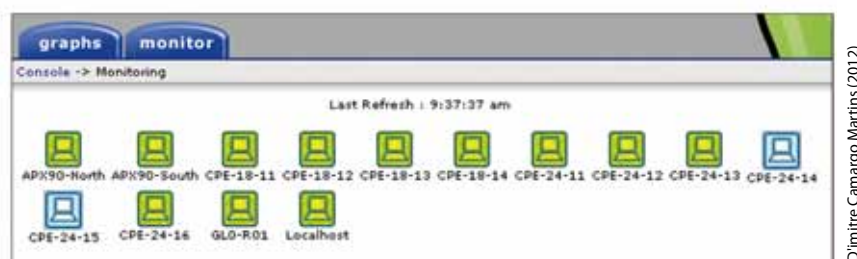 graphs monitor
Console -> Monitoring
Last Refresh : 9:37:37 am
APX90-North APX90-South CPE-18-11 CPE-18-12 CPE-18-13 CPE-18-14 CPE-24-11 CPE-24-12 CPE-24-13 CPE-24-14
CPE-24-15 CPE-24-16 GLO-R01 Localhost
D'imitre Camargo Martins (2012)